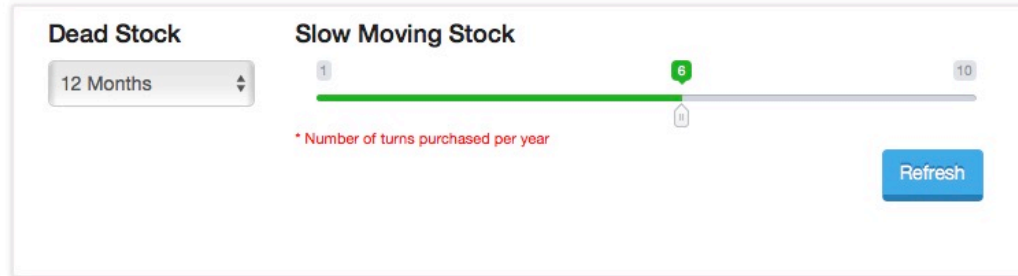 Dead Stock
Slow Moving Stock
12 Months
1
6
10
* Number of turns purchased per year
Refresh